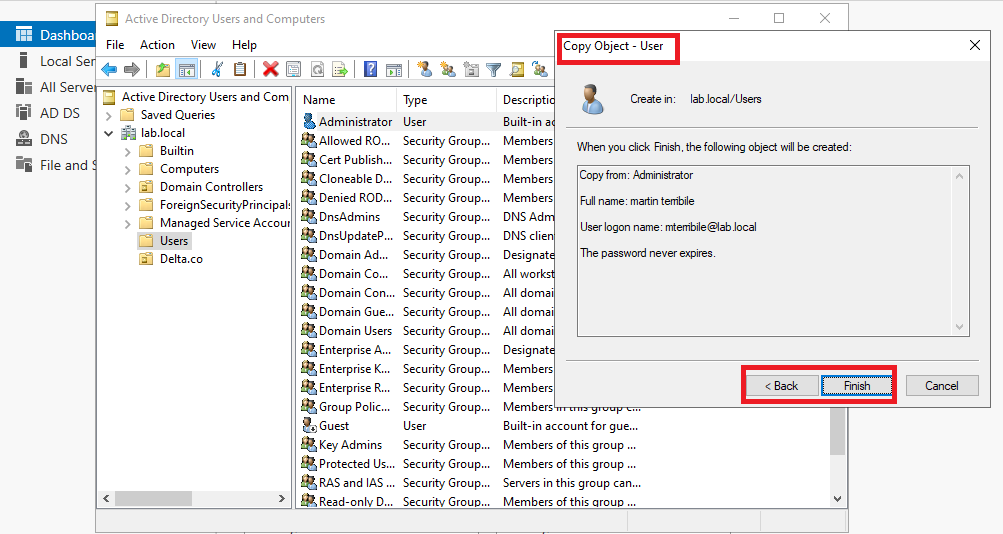 Active Directory Users and Computers
Dashboa
Local Ser
All Server
AD DS
DNS
File and S
File Action View Help
Active Directory Users and Com
Saved Queries
lab.local
Builtin
Computers
Domain Controllers
ForeignSecurityPrincipals
Managed Service Accour
Users
Delta.co
Name Type Descriptio
Administrator User Built-in ac
Allowed RO... Security Group... Members
Cert Publish... Security Group... Members
Cloneable D... Security Group... Members
Denied ROD... Security Group... Members
DnsAdmins Security Group... DNS Adm
DnsUpdateP... Security Group... DNS clien
Domain Ad... Security Group... Designate
Domain Co... Security Group... All workst
Domain Con... Security Group... All domai
Domain Gue... Security Group... All domai
Domain Users Security Group... All domai
Enterprise A... Security Group... Designate
Enterprise K... Security Group... Members
Enterprise R... Security Group... Members
Group Polic... Security Group... Members in this group c...
Guest User Built-in account for gue...
Key Admins Security Group... Members of this group ...
Protected Us... Security Group... Members of this group ...
RAS and IAS ... Security Group... Servers in this group can...
Read-only D... Security Group... Members of this group ...
Copy Object - User
Create in: lab.local/Users
When you click Finish, the following object will be created:
Copy from: Administrator
Full name: martin terribile
User logon name: mterribile@lab.local
The password never expires.
< Back Finish Cancel